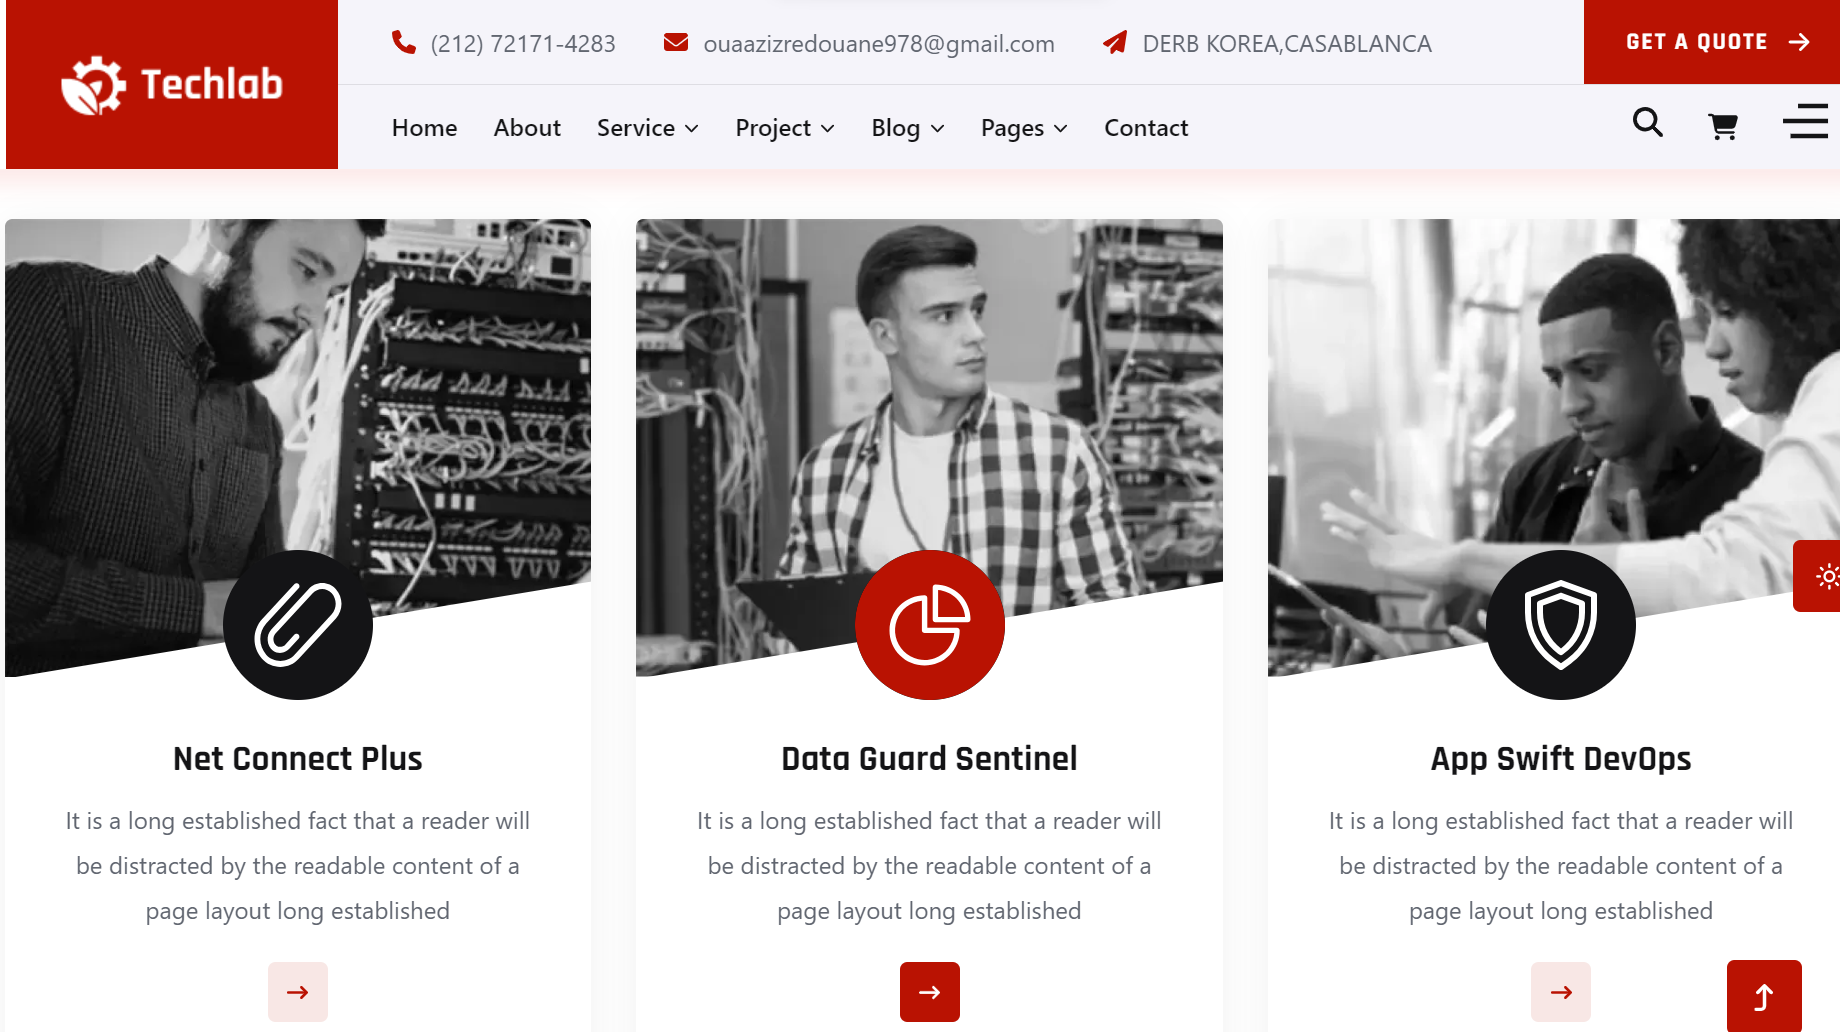 Techlab
(212) 72171-4283
ouaazizredouane978@gmail.com
DERB KOREA,CASABLANCA
GET A QUOTE
Home
About
Service
Project
Blog
Pages
Contact
Net Connect Plus
It is a long established fact that a reader will
be distracted by the readable content of a
page layout long established
Data Guard Sentinel
It is a long established fact that a reader will
be distracted by the readable content of a
page layout long established
App Swift DevOps
It is a long established fact that a reader will
be distracted by the readable content of a
page layout long established